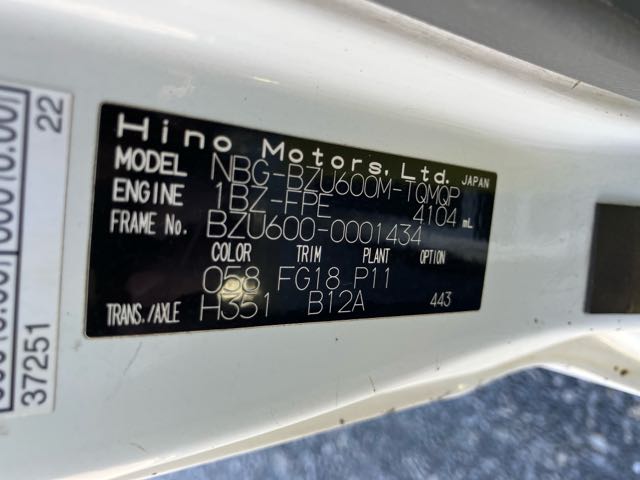 Hino Motors, Ltd. JAPAN
MODEL NBG-BZU600M-TQMQP
ENGINE 1BZ-FPE 4104 mL
FRAME No. BZU600-0001434
COLOR TRIM PLANT OPTION
058 FG18 P11
TRANS./AXLE H351 B12A 443
22
37251